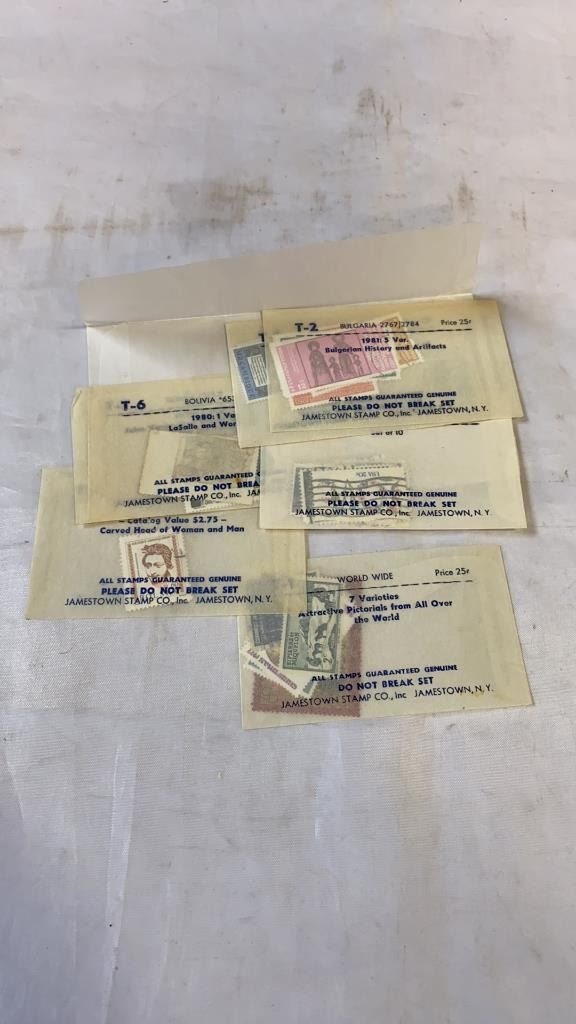 T-2 BULGARIA 2767/2784 Price 25¢
1981: 5 Var.
Bulgarian History and Artifacts
ALL STAMPS GUARANTEED GENUINE
PLEASE DO NOT BREAK SET
JAMESTOWN STAMP CO., Inc. JAMESTOWN, N.Y.
T-6 BOLIVIA
1980: 1
LaSalle and
ALL STAMPS GUARANTEED
PLEASE DO NOT
JAMESTOWN STAMP CO., Inc
of 10
USA 20c
ALL STAMPS GUARANTEED GENUINE
PLEASE DO NOT BREAK SET
JAMESTOWN STAMP CO., Inc. JAMESTOWN, N.Y.
– Catalog Value $2.75 –
Carved Head of Woman and Man
ALL STAMPS GUARANTEED GENUINE
PLEASE DO NOT BREAK SET
JAMESTOWN STAMP CO., Inc. JAMESTOWN, N.Y.
WORLD WIDE Price 25¢
7 Varieties
Attractive Pictorials from All Over
the World
ALL STAMPS GUARANTEED GENUINE
DO NOT BREAK SET
JAMESTOWN STAMP CO., Inc JAMESTOWN, N.Y.